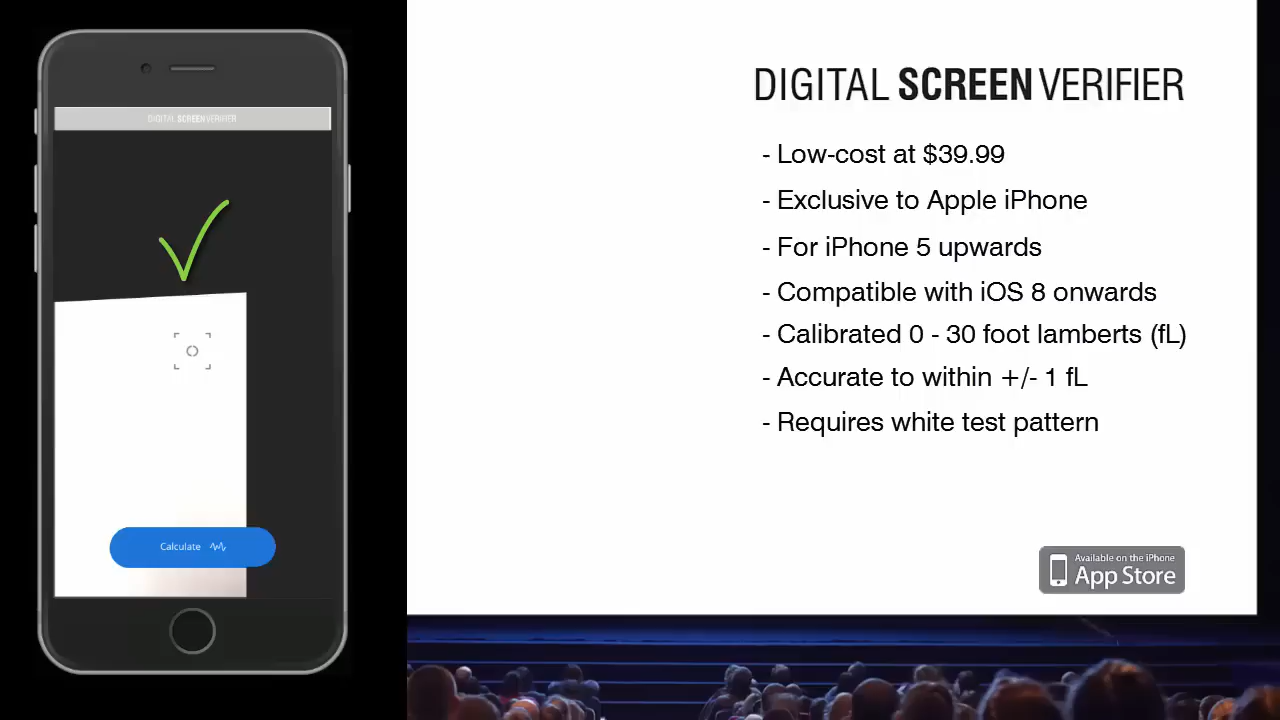 DIGITAL SCREEN VERIFIER
Calculate
DIGITAL SCREEN VERIFIER
- Low-cost at $39.99
- Exclusive to Apple iPhone
- For iPhone 5 upwards
- Compatible with iOS 8 onwards
- Calibrated 0 - 30 foot lamberts (fL)
- Accurate to within +/- 1 fL
- Requires white test pattern
Available on the iPhone
App Store